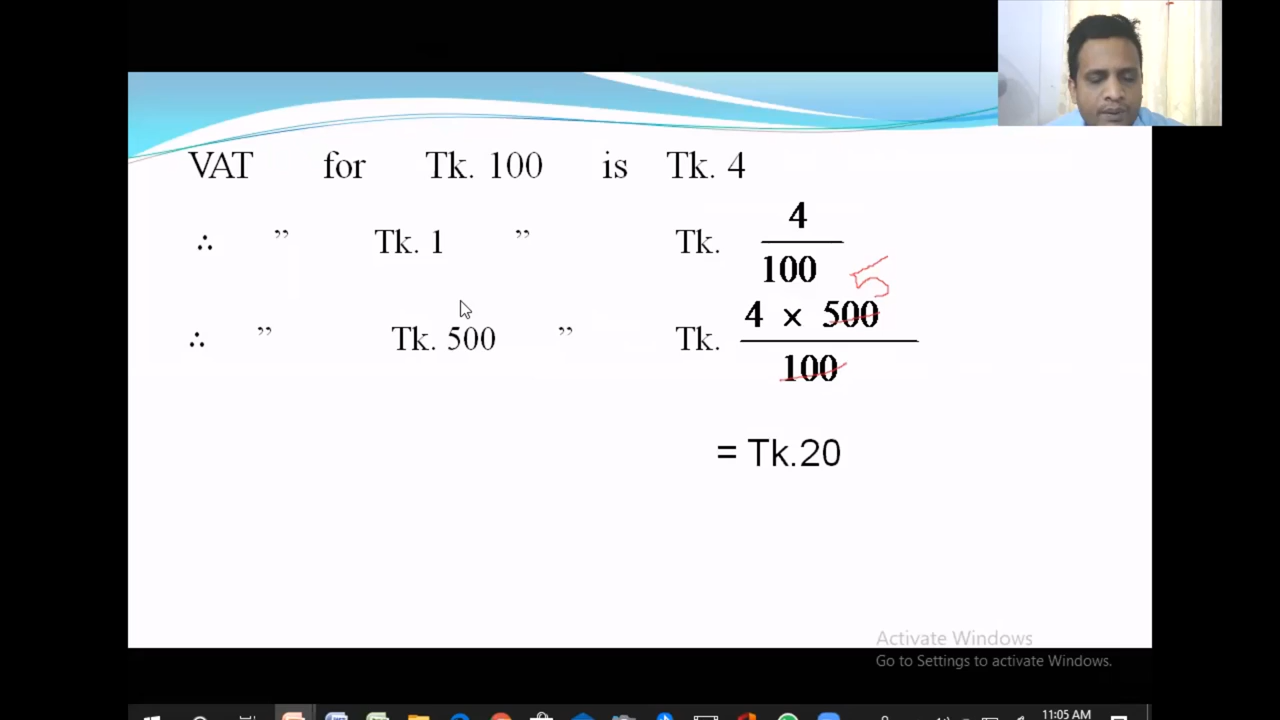 VAT for Tk. 100 is Tk. 4
∴ ” Tk. 1 ” Tk. 4/100
5
∴ ” Tk. 500 ” Tk. 4 × 500/100
= Tk.20
Activate Windows
Go to Settings to activate Windows.
11:05 AM